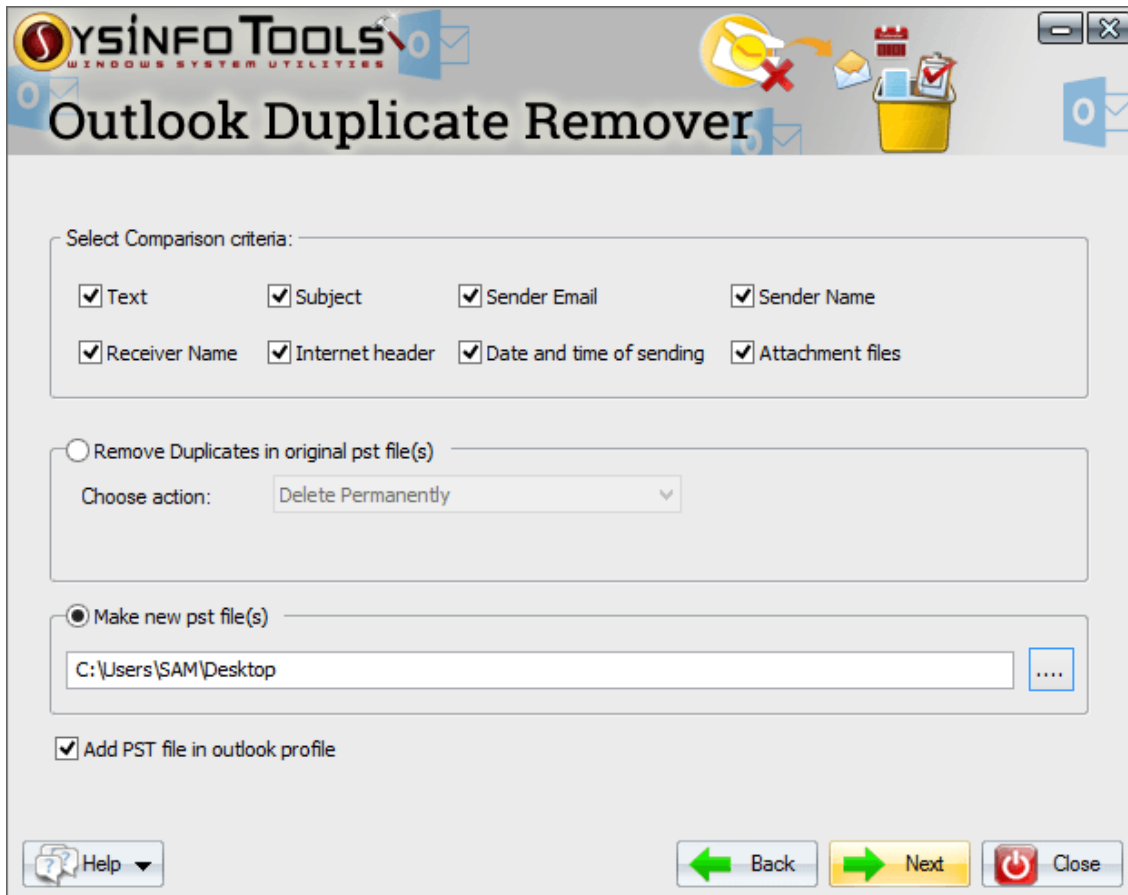 SYSINFOTOOLS
WINDOWS SYSTEM UTILITIES
Outlook Duplicate Remover
Select Comparison criteria:
Text Subject Sender Email Sender Name
Receiver Name Internet header Date and time of sending Attachment files
Remove Duplicates in original pst file(s)
Choose action: Delete Permanently
Make new pst file(s)
C:\Users\SAM\Desktop ....
Add PST file in outlook profile
Help Back Next Close